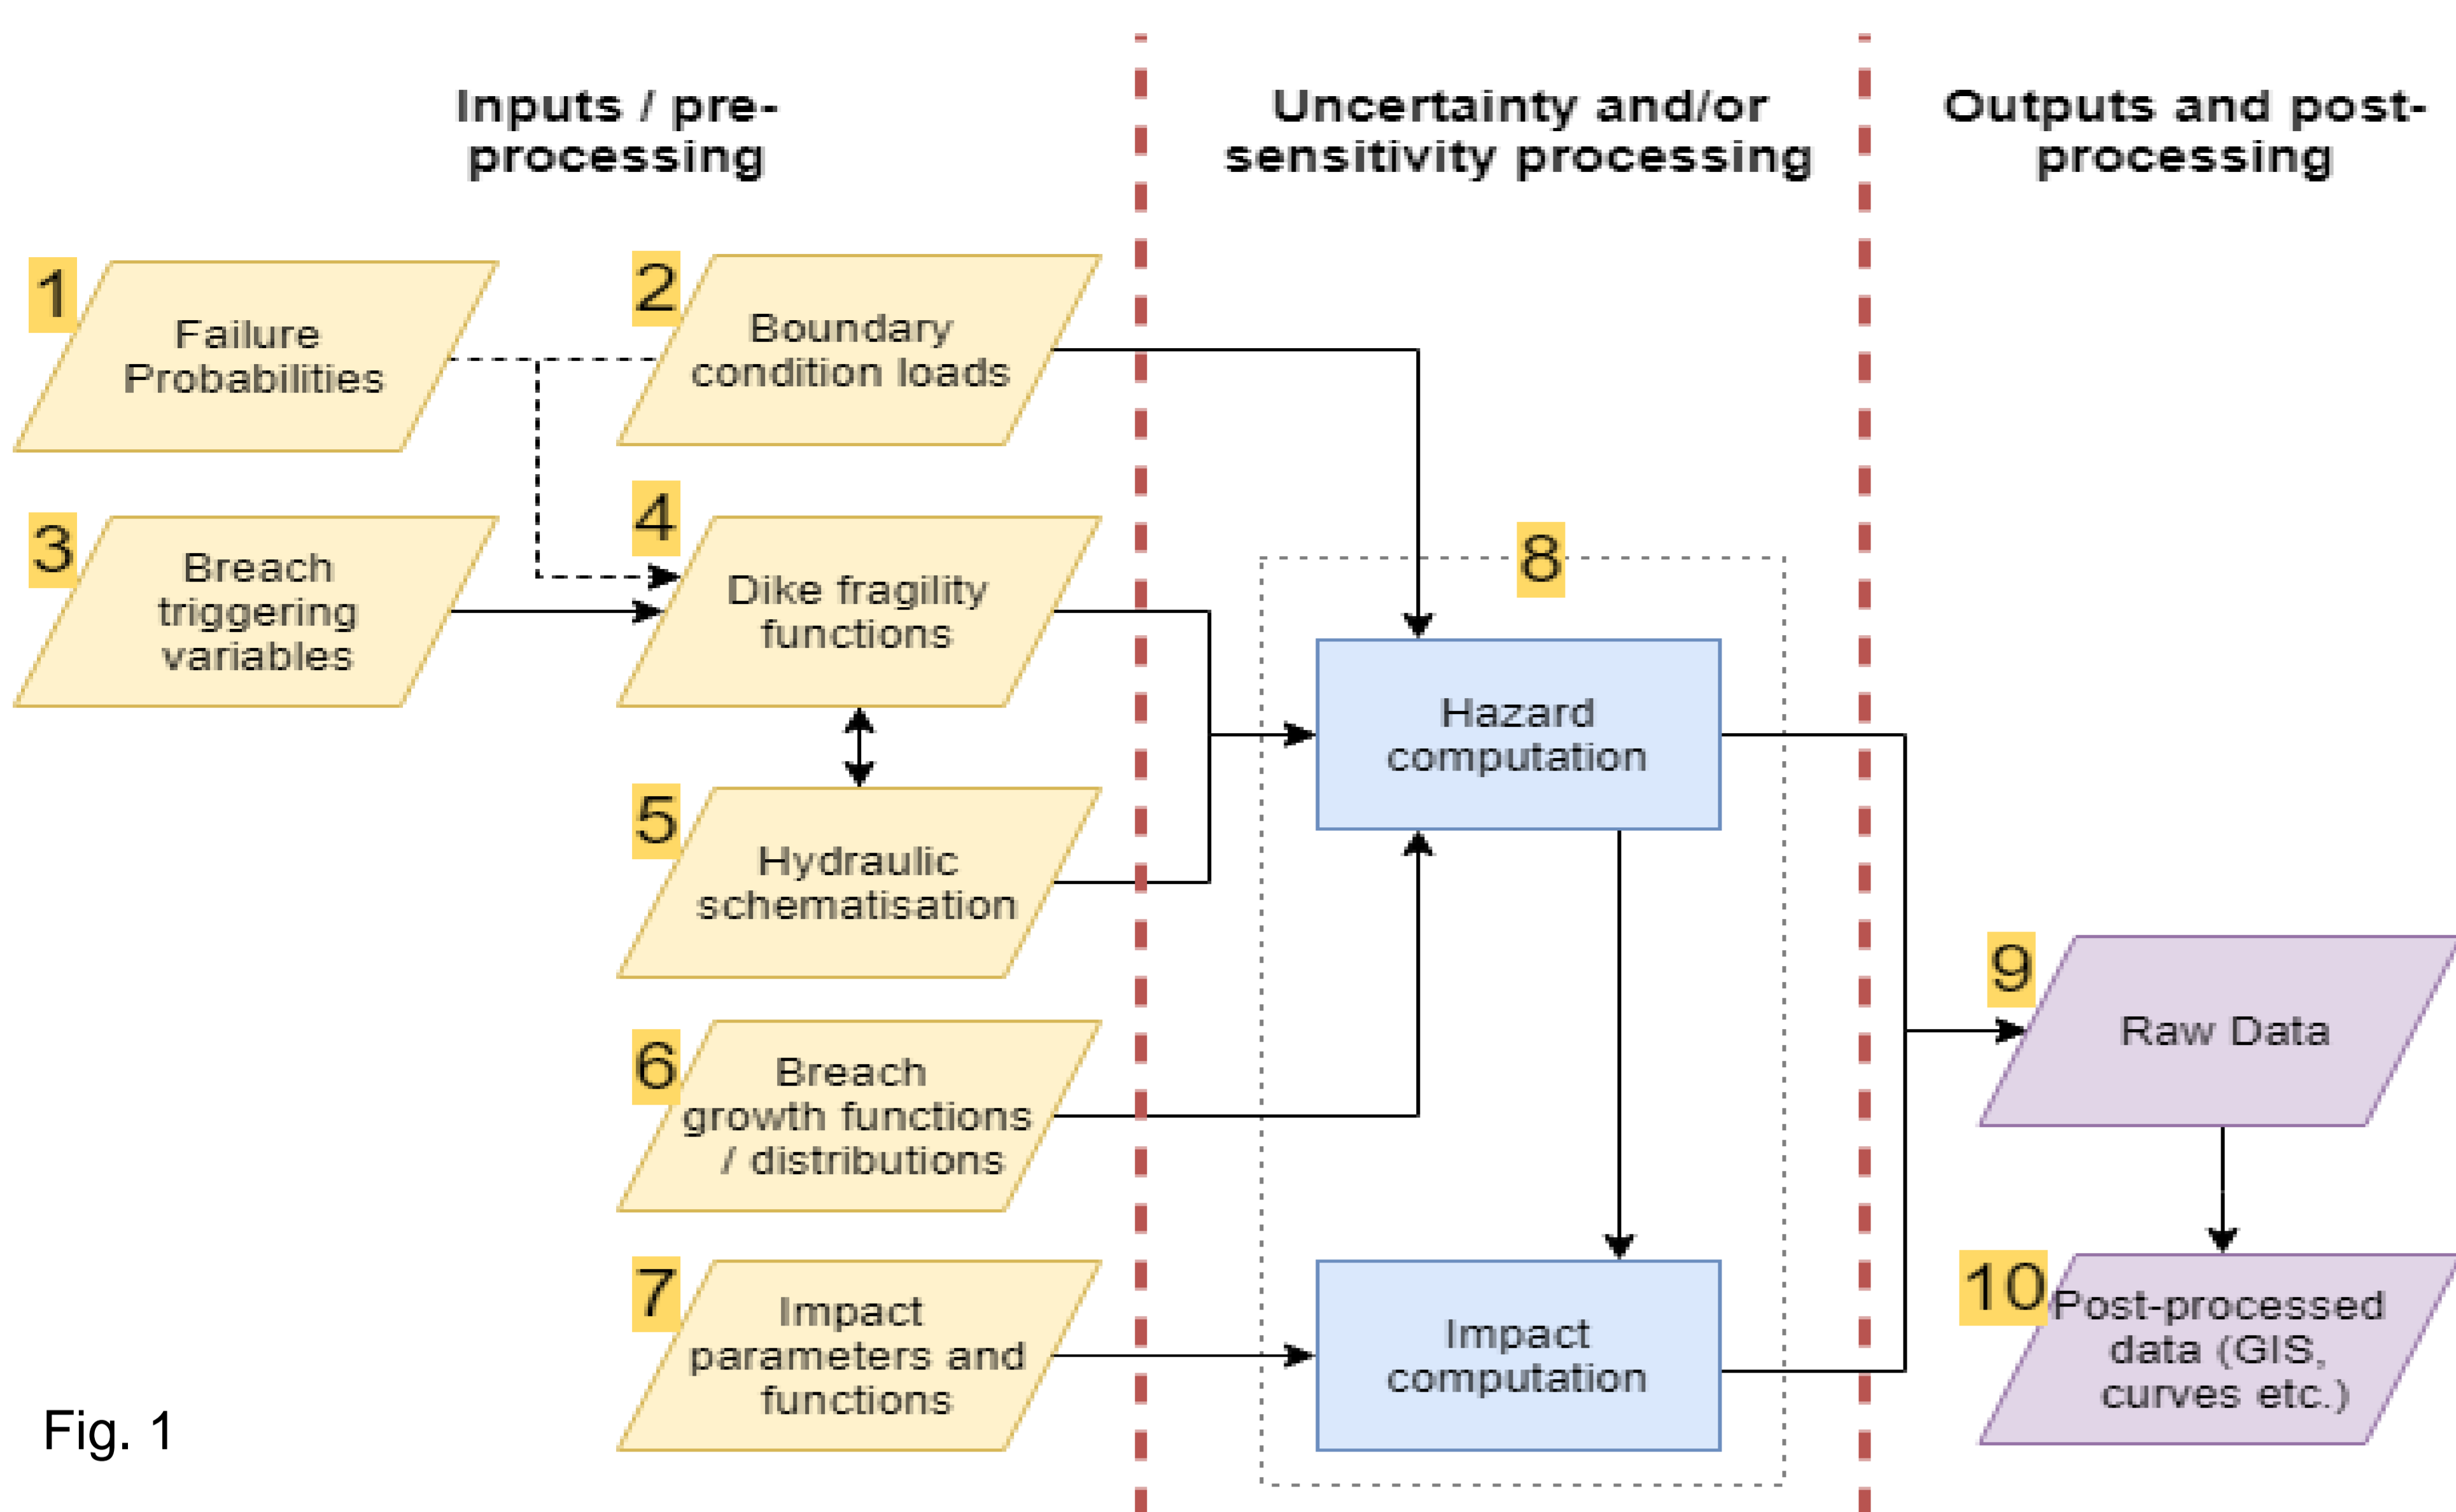 Inputs / pre-
processing
Uncertainty and/or
sensitivity processing
Outputs and post-
processing
1
Failure
Probabilities
2
Boundary
condition loads
3
Breach
triggering
variables
4
Dike fragility
functions
5
Hydraulic
schematisation
6
Breach
growth functions
/ distributions
7
Impact
parameters and
functions
8
Hazard
computation
Impact
computation
9
Raw Data
10
Post-processed
data (GIS,
curves etc.)
Fig. 1